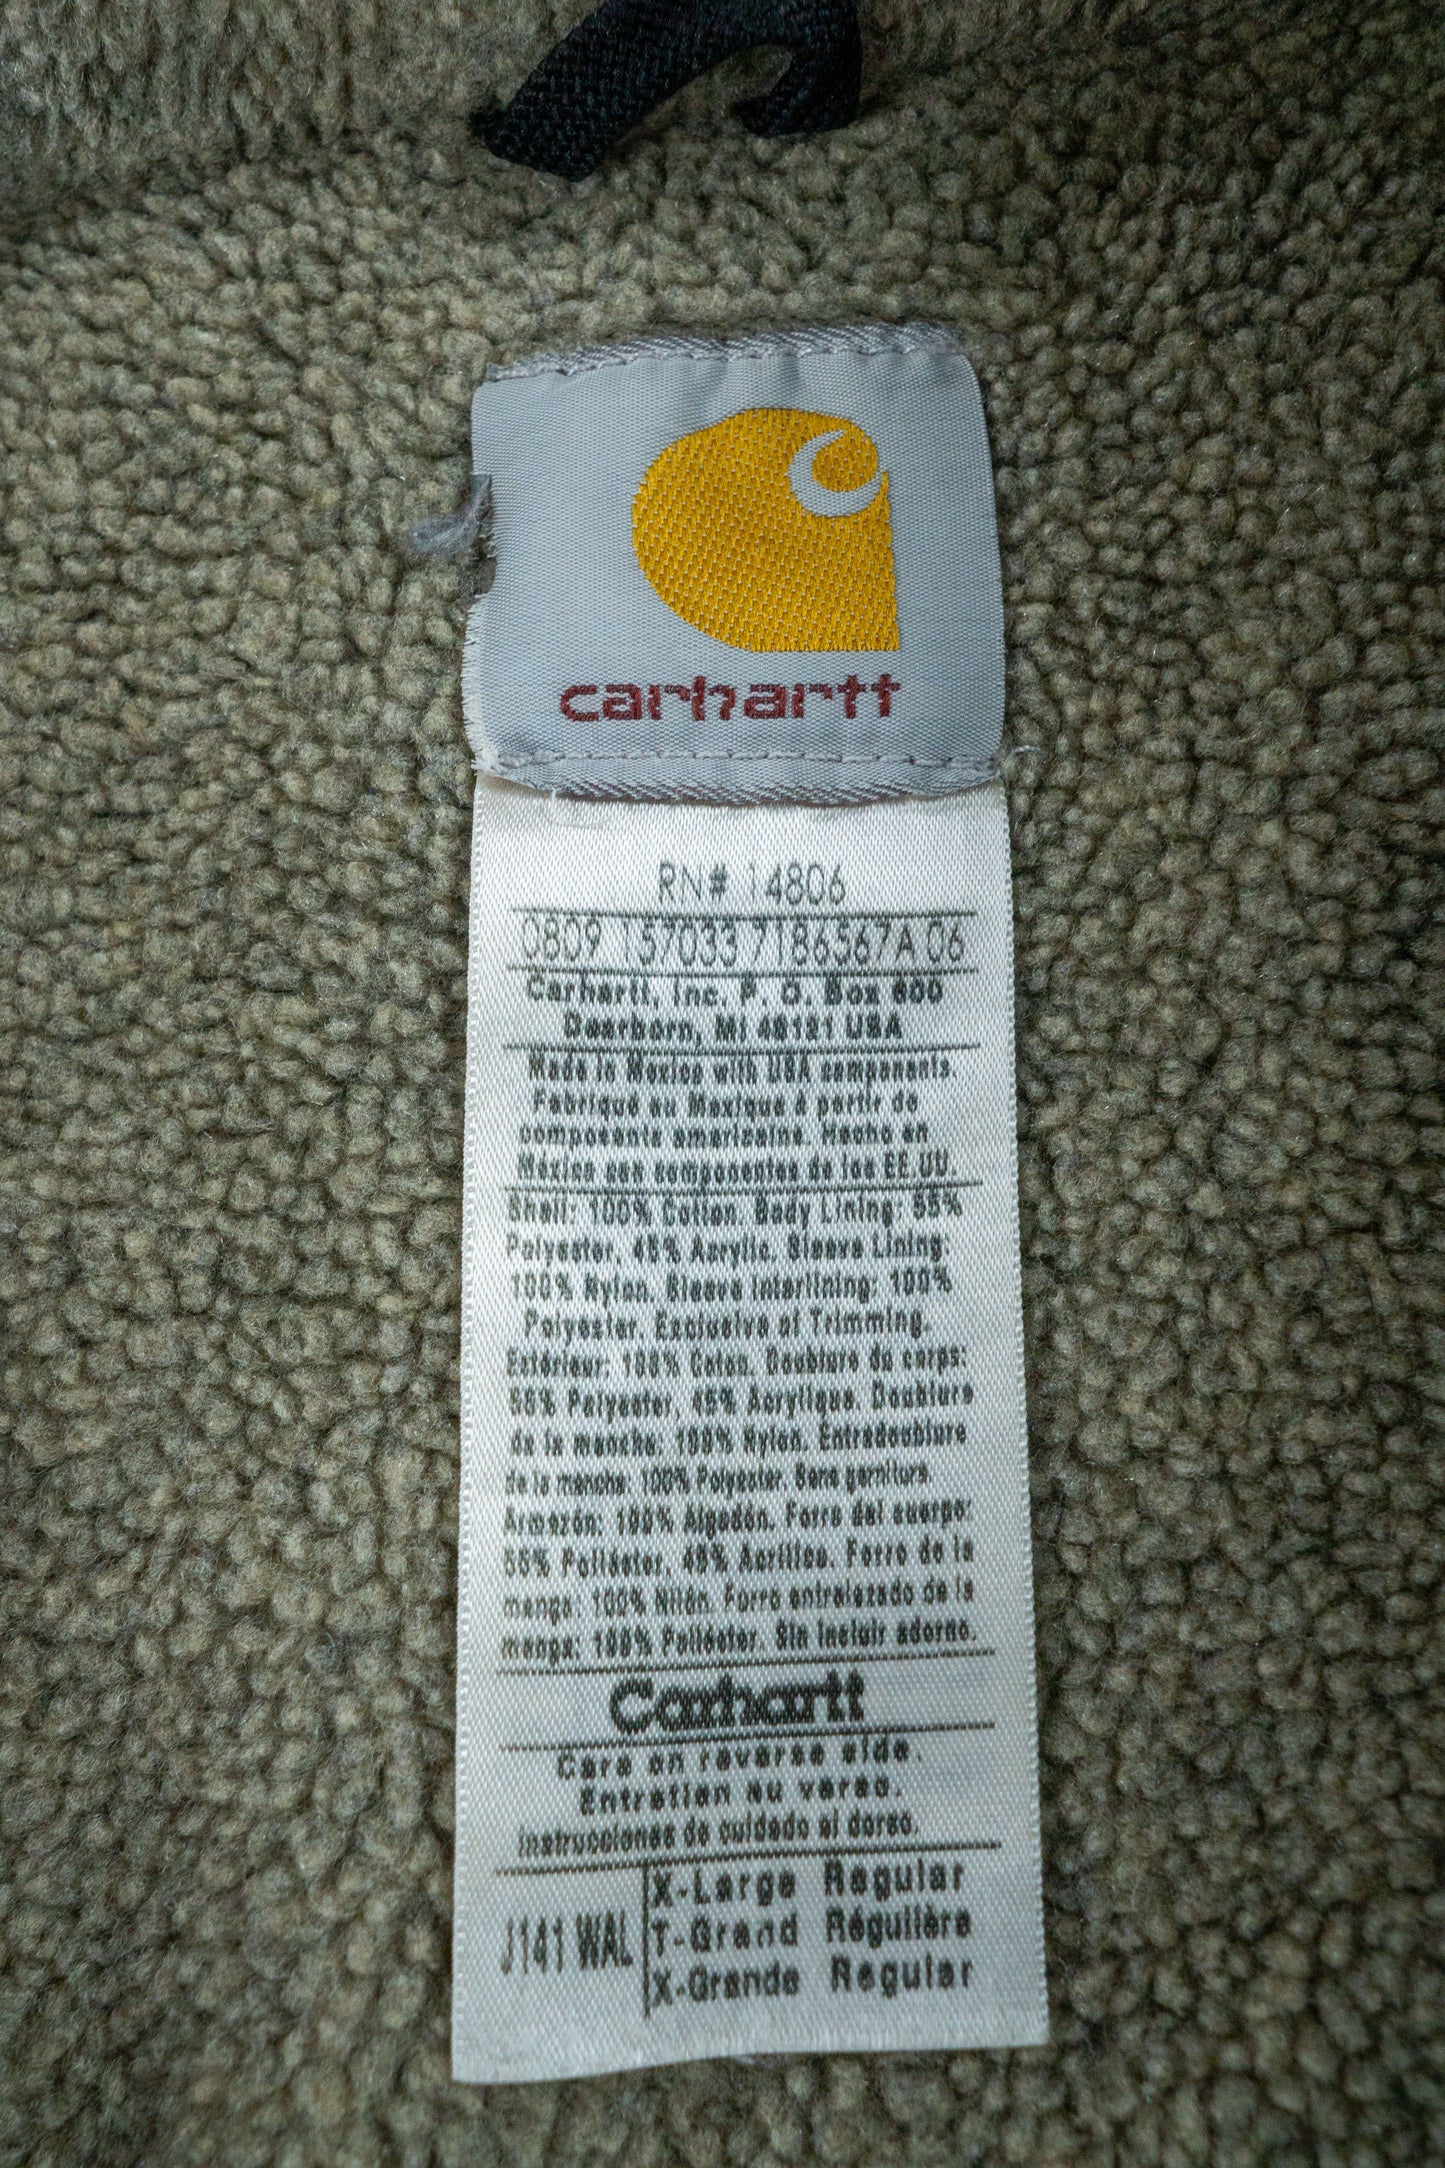 carhartt
RN# 14806
0809 157033 7186567A 06
Carhartt, Inc. P. O. Box 600
Dearborn, MI 48121 USA
Made in Mexico with USA components.
Fabriqué au Mexique à partir de
composants américains. Hecho en
México con componentes de los EE.UU.
Shell: 100% Cotton. Body Lining: 55%
Polyester, 45% Acrylic. Sleeve Lining:
100% Nylon. Sleeve Interlining: 100%
Polyester. Exclusive of Trimming.
Extérieur: 100% Coton. Doublure du corps:
55% Polyester, 45% Acrylique. Doublure
de la manche: 100% Nylon. Entredoublure
de la manche: 100% Polyester. Sans garniture.
Armazón: 100% Algodón. Forro del cuerpo:
55% Poliéster, 45% Acrílico. Forro de la
manga: 100% Nilón. Forro entrelazado de la
manga: 100% Poliéster. Sin incluir adorno.
Carhartt
Care on reverse side.
Entretien au verso.
Instrucciones de cuidado al dorso.
J141 WAL
X-Large Regular
T-Grand Régulière
X-Grande Regular